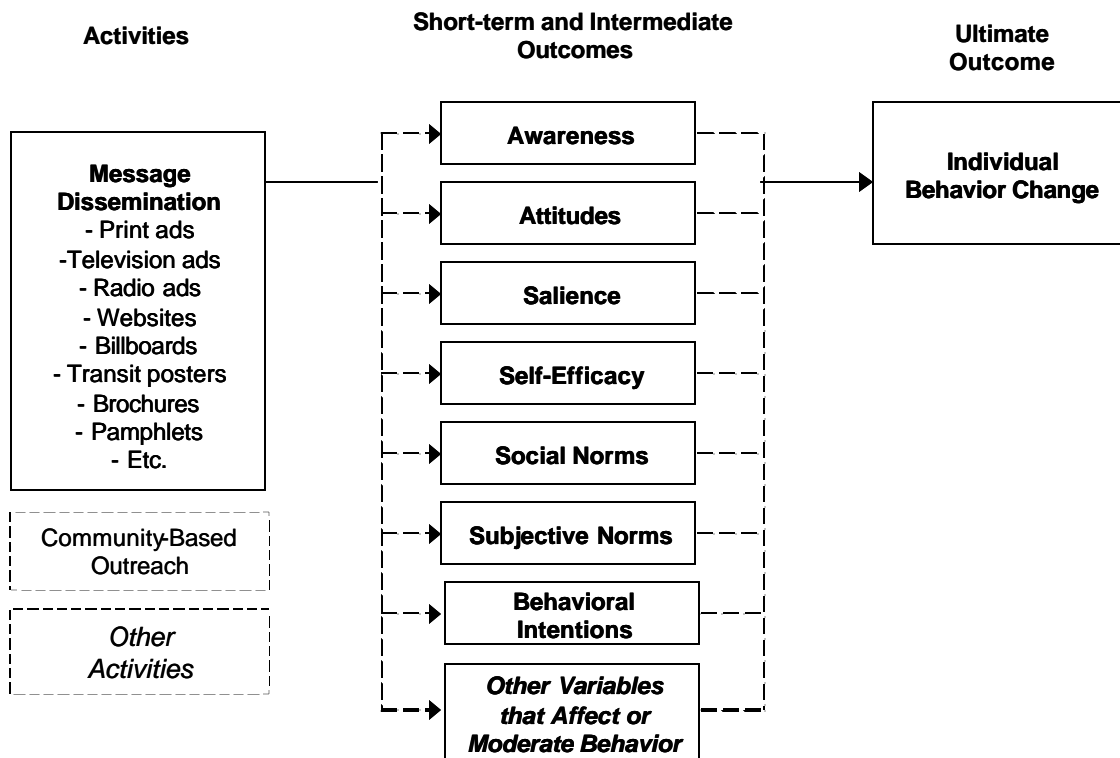 Activities
Short-term and Intermediate
Outcomes
Ultimate
Outcome
Message
Dissemination
- Print ads
-Television ads
- Radio ads
- Websites
- Billboards
- Transit posters
- Brochures
- Pamphlets
- Etc.
Community-Based
Outreach
Other
Activities
Awareness
Attitudes
Salience
Self-Efficacy
Social Norms
Subjective Norms
Behavioral
Intentions
Other Variables
that Affect or
Moderate Behavior
Individual
Behavior Change